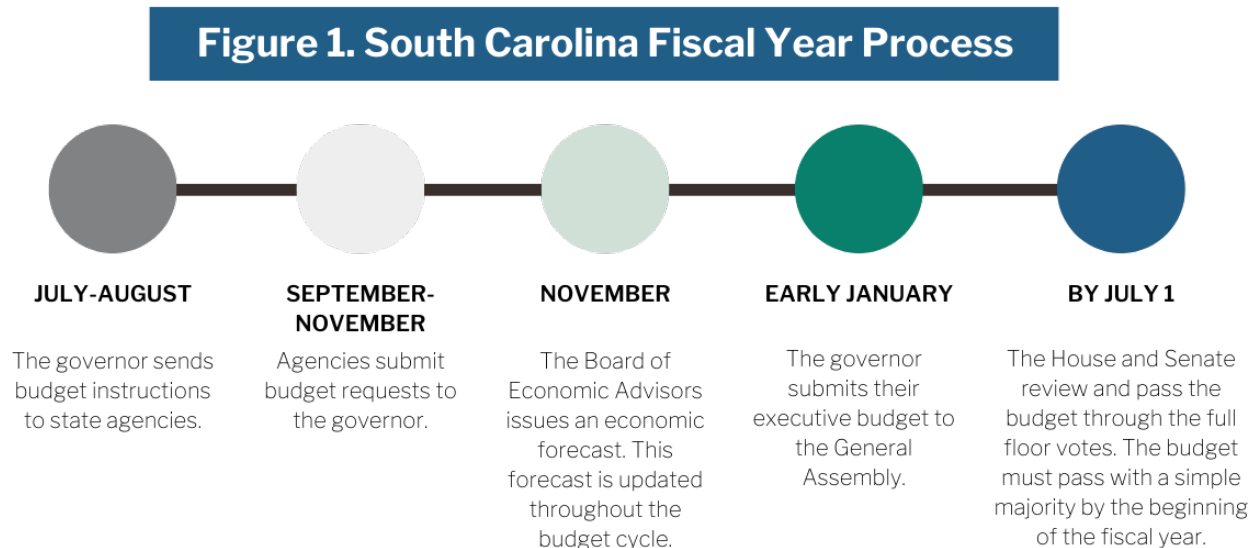 Figure 1. South Carolina Fiscal Year Process
JULY-AUGUST
The governor sends
budget instructions
to state agencies.
SEPTEMBER-
NOVEMBER
Agencies submit
budget requests to
the governor.
NOVEMBER
The Board of
Economic Advisors
issues an economic
forecast. This
forecast is updated
throughout the
budget cycle.
EARLY JANUARY
The governor
submits their
executive budget to
the General
Assembly.
BY JULY 1
The House and Senate
review and pass the
budget through the full
floor votes. The budget
must pass with a simple
majority by the beginning
of the fiscal year.